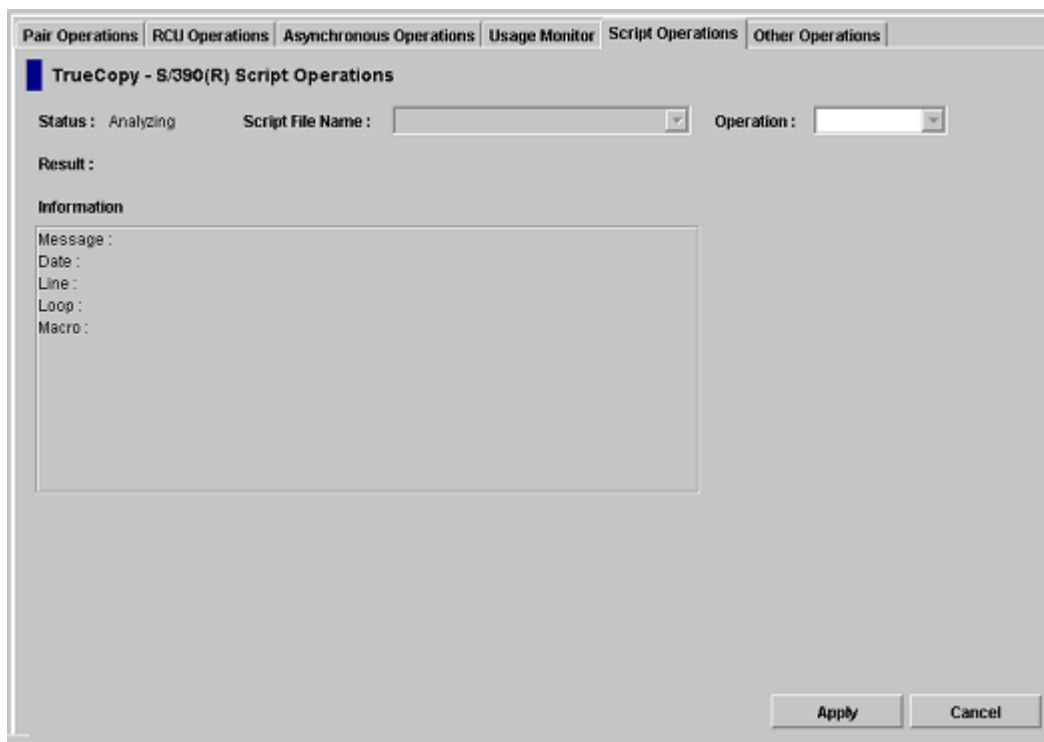 Pair Operations RCU Operations Asynchronous Operations Usage Monitor Script Operations Other Operations
TrueCopy - S/390(R) Script Operations
Status : Analyzing Script File Name : Operation :
Result :
Information
Message :
Date :
Line :
Loop :
Macro :
Apply Cancel